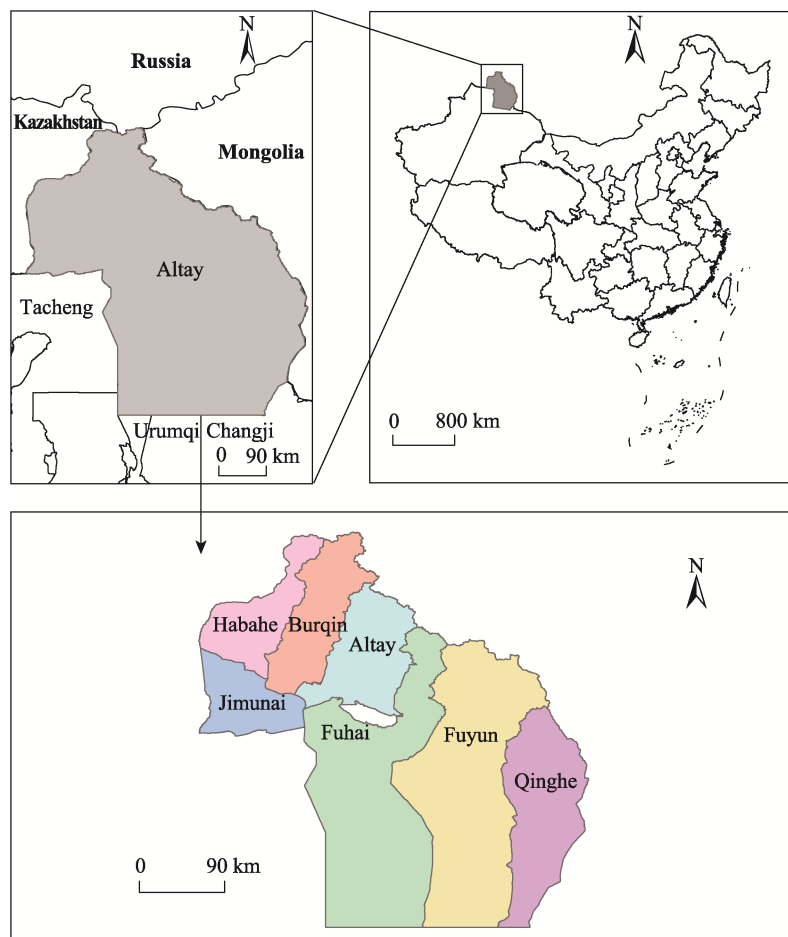 N
Russia
Kazakhstan
Mongolia
Altay
Tacheng
Urumqi Changji
0 90 km
N
0 800 km
N
Habahe
Burqin
Altay
Jimunai
Fuhai
Fuyun
Qinghe
0 90 km